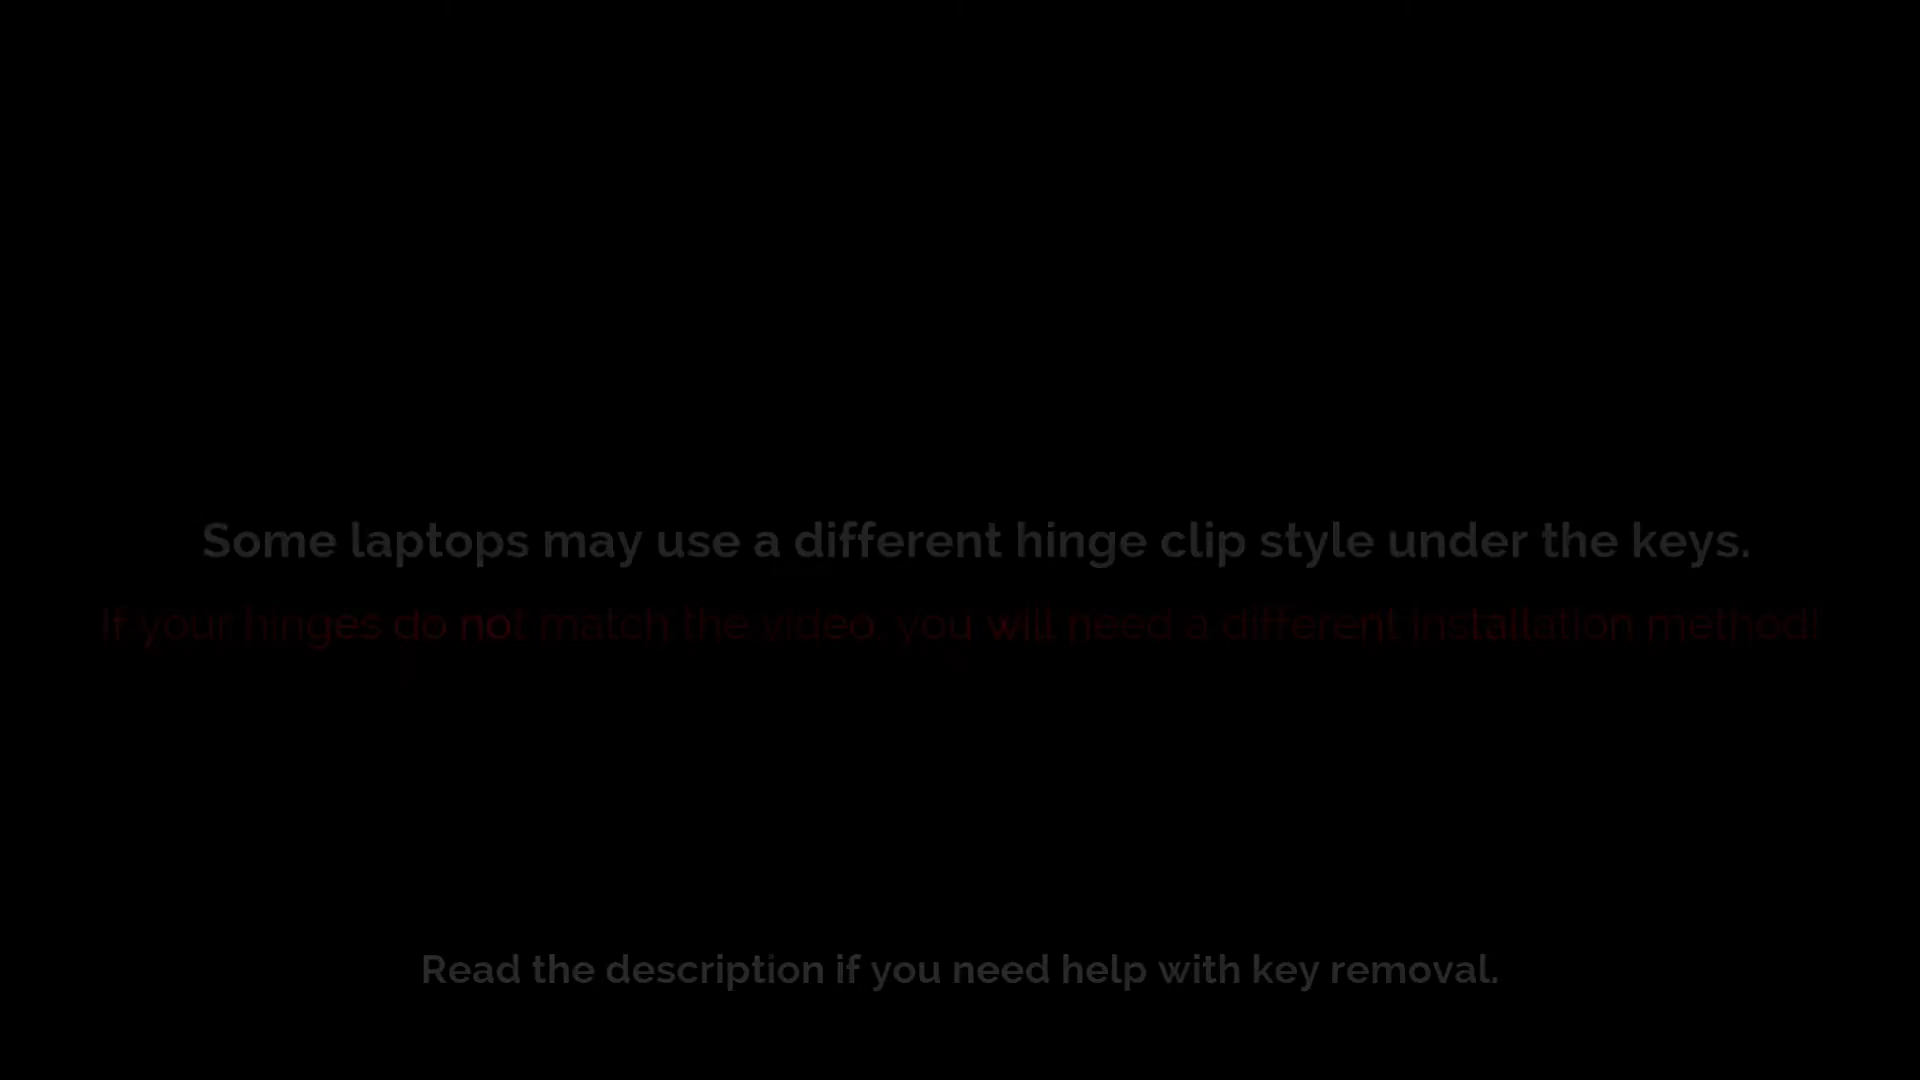 Some laptops may use a different hinge clip style under the keys.
If your hinges do not match the video, you will need a different installation method!
Read the description if you need help with key removal.